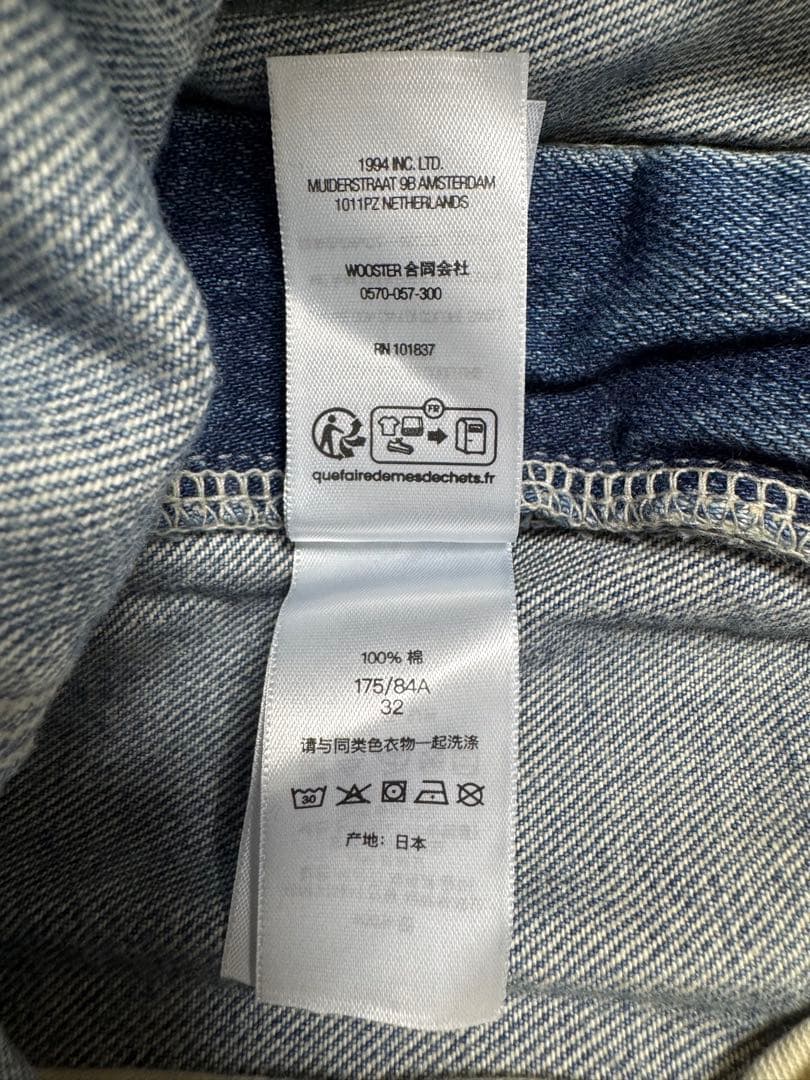 1994 INC. LTD.
MUIDERSTRAAT 9B AMSTERDAM
1011PZ NETHERLANDS
WOOSTER 合同会社
0570-057-300
RN 101837
FR
quefairedemesdechets.fr
100% 棉
175/84A
32
请与同类色衣物一起洗涤
30
产地: 日本